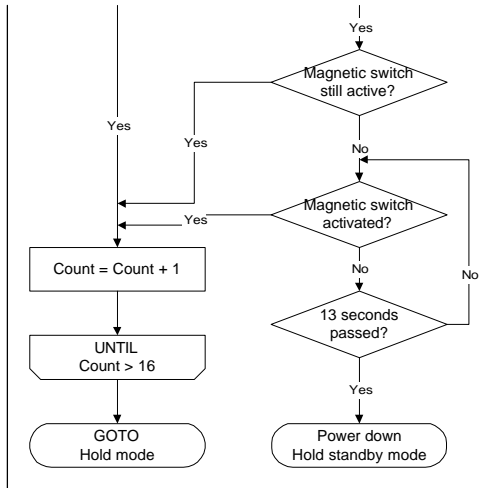 Yes
Magnetic switch
still active?
Yes
Yes
No
Magnetic switch
activated?
Yes
Count = Count + 1
No
No
13 seconds
passed?
UNTIL
Count > 16
Yes
GOTO
Hold mode
Power down
Hold standby mode